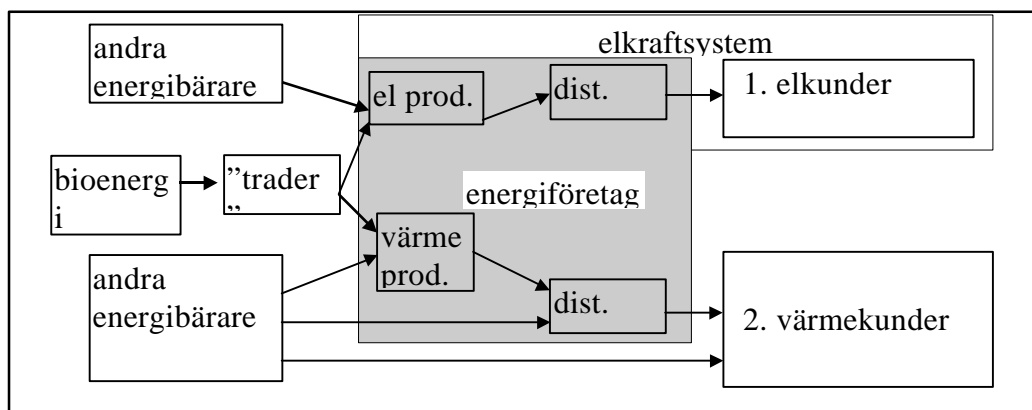 elkraftsystem
andra
energibärare
el prod.
dist.
1. elkunder
bioenerg
i
”trader
”
energiföretag
värme
prod.
andra
energibärare
dist.
2. värmekunder